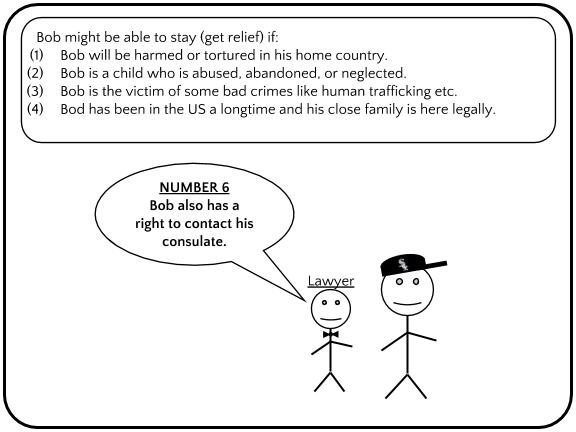 Bob might be able to stay (get relief) if:
(1) Bob will be harmed or tortured in his home country.
(2) Bob is a child who is abused, abandoned, or neglected.
(3) Bob is the victim of some bad crimes like human trafficking etc.
(4) Bod has been in the US a longtime and his close family is here legally.
NUMBER 6
Bob also has a
right to contact his
consulate.
Lawyer